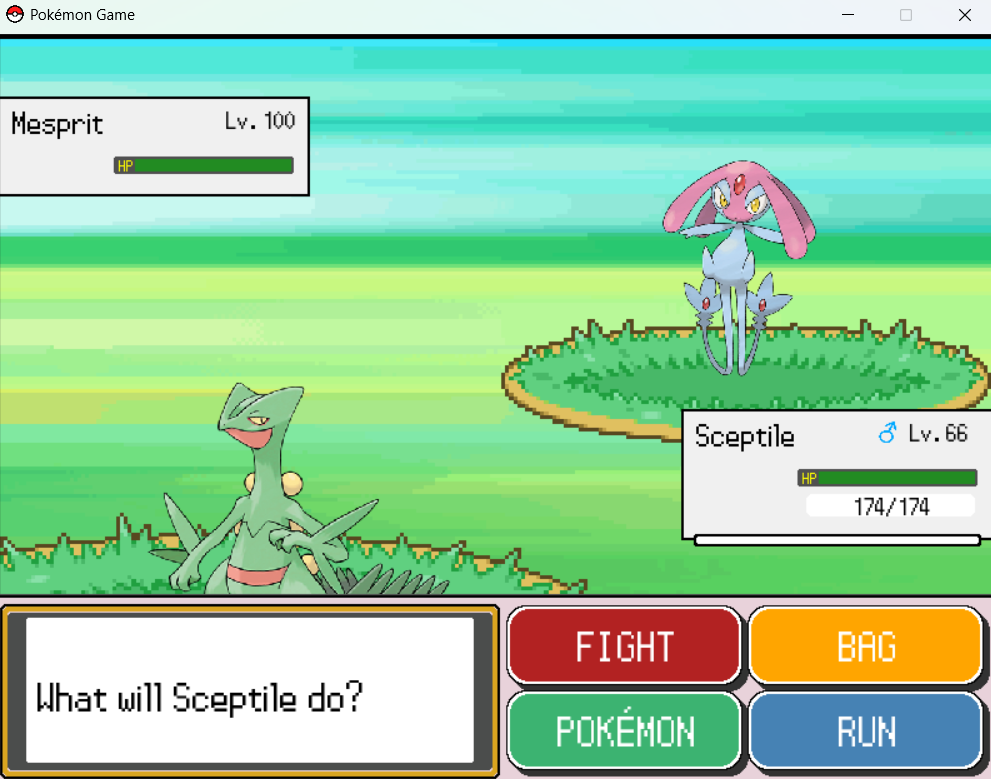 Pokémon Game
Mesprit Lv. 100
HP
Sceptile ♂ Lv. 66
HP
174/174
What will Sceptile do?
FIGHT BAG
POKÉMON RUN